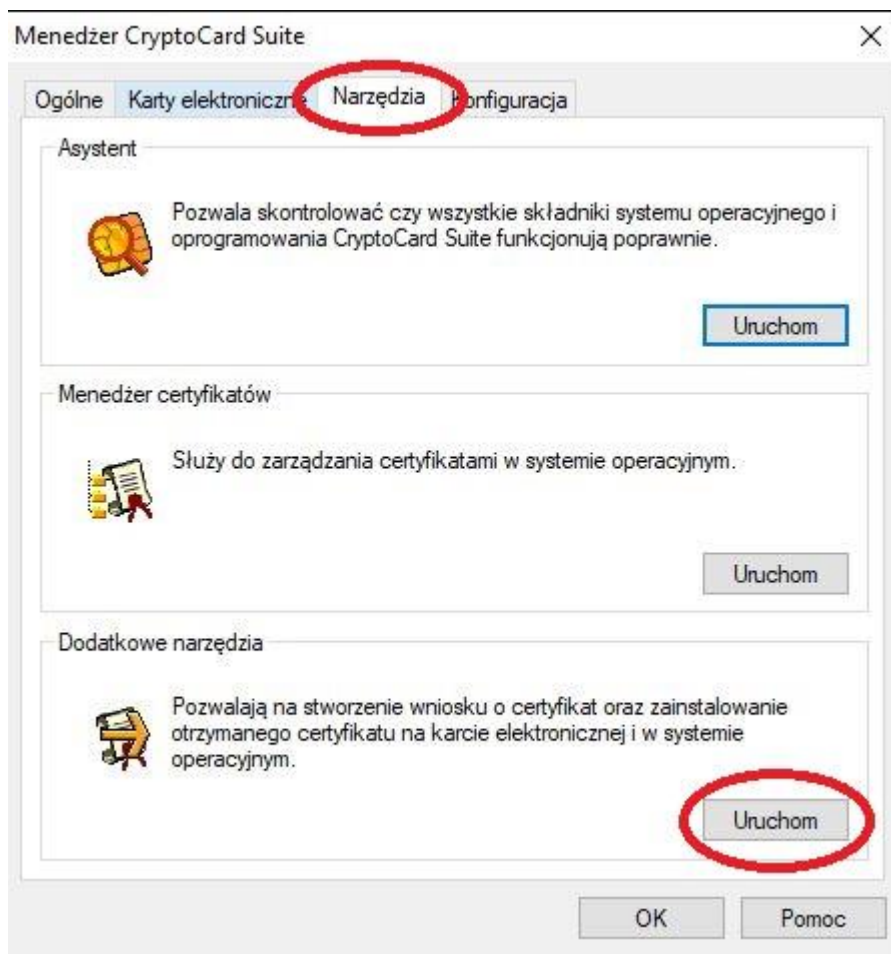 Menedżer CryptoCard Suite
Ogólne Karty elektroniczne Narzędzia Konfiguracja
Asystent
Pozwala skontrolować czy wszystkie składniki systemu operacyjnego i
oprogramowania CryptoCard Suite funkcjonują poprawnie.
Uruchom
Menedżer certyfikatów
Służy do zarządzania certyfikatami w systemie operacyjnym.
Uruchom
Dodatkowe narzędzia
Pozwalają na stworzenie wniosku o certyfikat oraz zainstalowanie
otrzymanego certyfikatu na karcie elektronicznej i w systemie
operacyjnym.
Uruchom
OK Pomoc